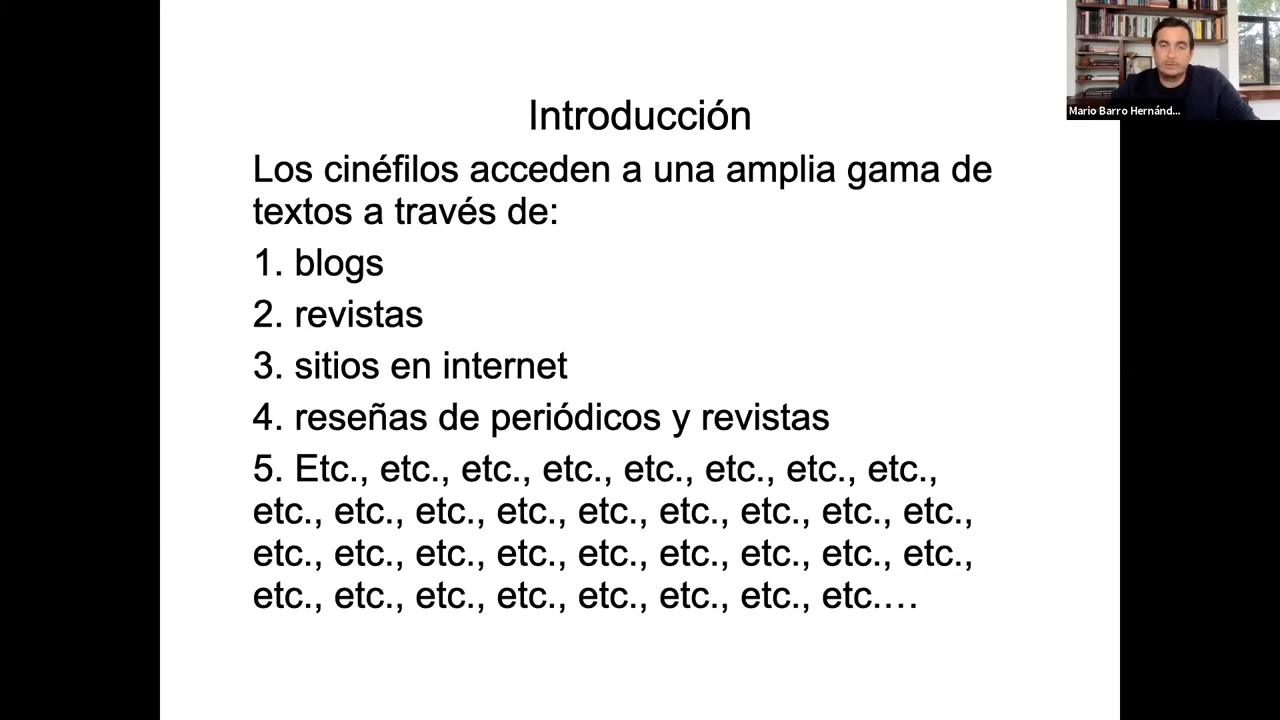 Introducción
Los cinéfilos acceden a una amplia gama de
textos a través de:
1. blogs
2. revistas
3. sitios en internet
4. reseñas de periódicos y revistas
5. Etc., etc., etc., etc., etc., etc., etc., etc.,
etc., etc., etc., etc., etc., etc., etc., etc., etc.,
etc., etc., etc., etc., etc., etc., etc., etc., etc.,
etc., etc., etc., etc., etc., etc., etc., etc.…
Mario Barro Hernánd...